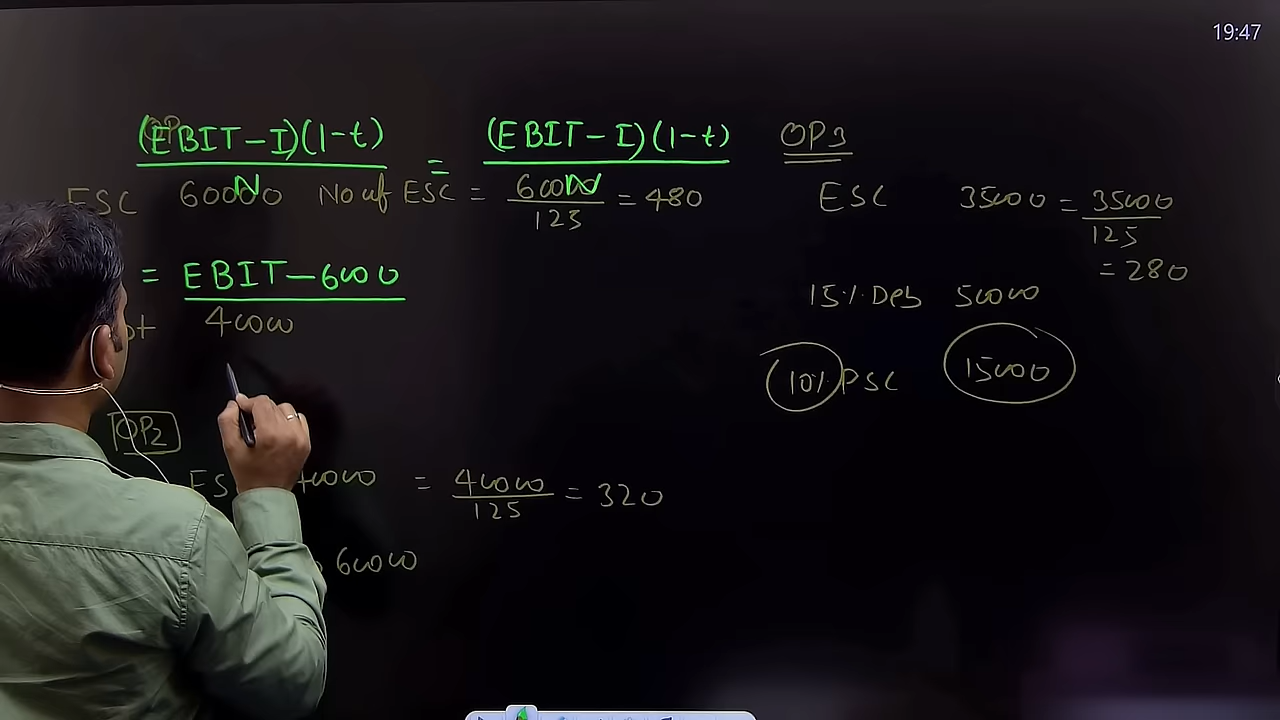 19:47
(EBIT-I)(1-t) = (EBIT-I)(1-t) OP3
N N
ESC 60000 No of ESC = 60000 / 125 = 480
ESC 35000 = 35000 / 125
= 280
= EBIT-6000
40000
15% Deb 50000
10% PSC 15000
OP2
40000 = 40000 / 125 = 320
60000